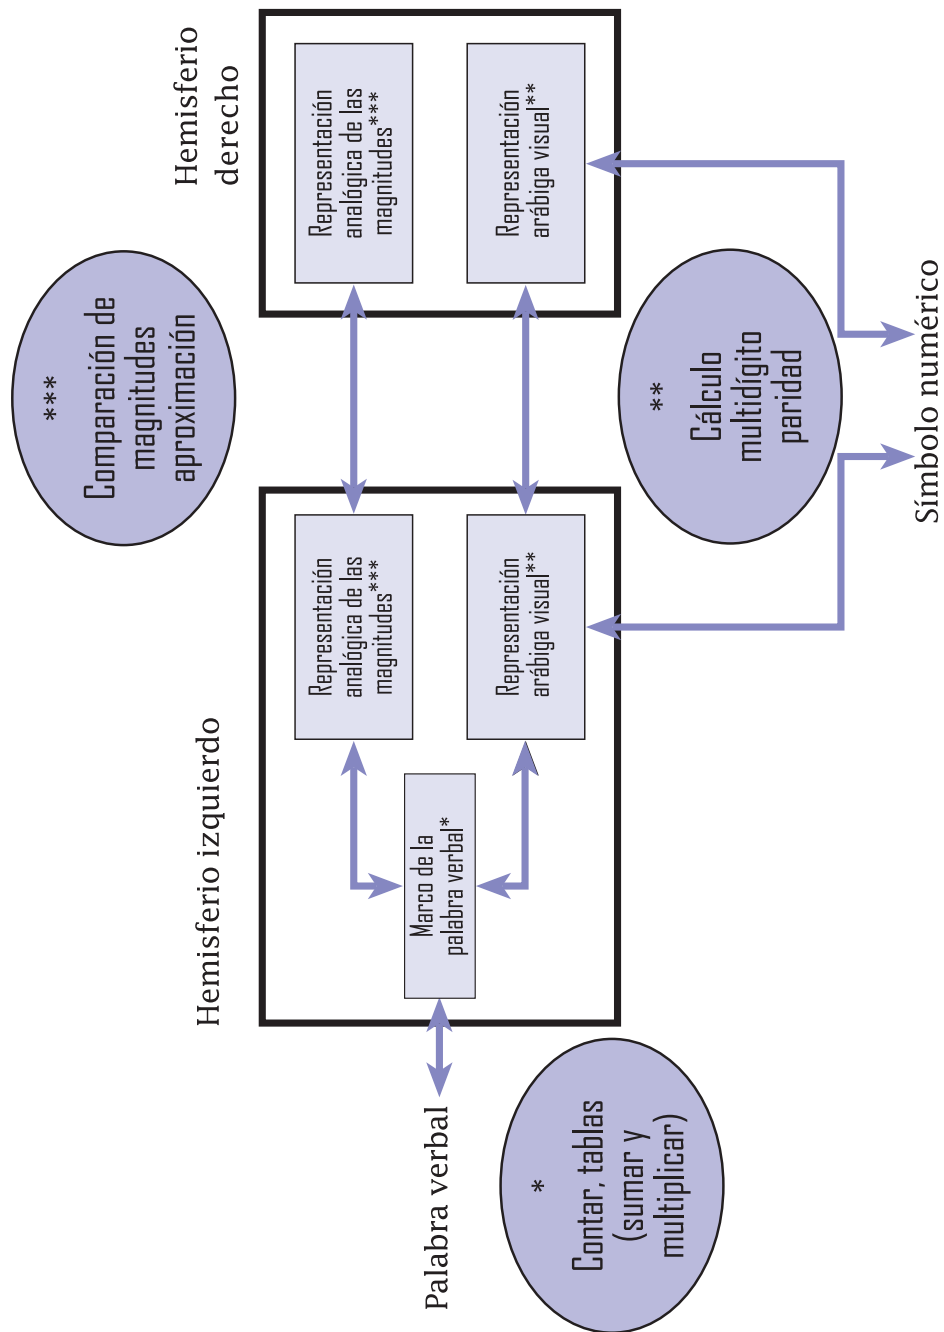 ***
Comparación de
magnitudes
aproximación
Hemisferio izquierdo
Hemisferio
derecho
Representación
analógica de las
magnitudes***
Representación
analógica de las
magnitudes***
Palabra verbal
Marco de la
palabra verbal*
Representación
arábiga visual**
Representación
arábiga visual**
*
Contar, tablas
(sumar y
multiplicar)
**
Cálculo
multidígito
paridad
Símbolo numérico